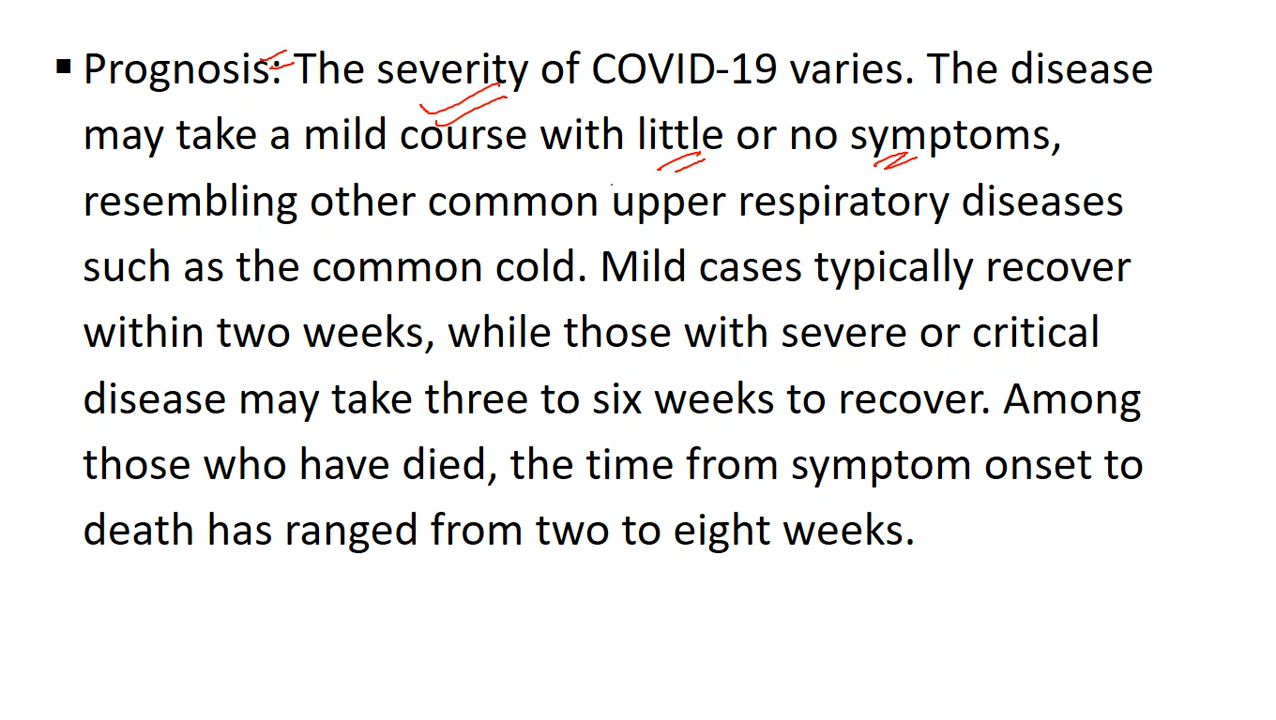 ▪ Prognosis: The severity of COVID-19 varies. The disease
may take a mild course with little or no symptoms,
resembling other common upper respiratory diseases
such as the common cold. Mild cases typically recover
within two weeks, while those with severe or critical
disease may take three to six weeks to recover. Among
those who have died, the time from symptom onset to
death has ranged from two to eight weeks.